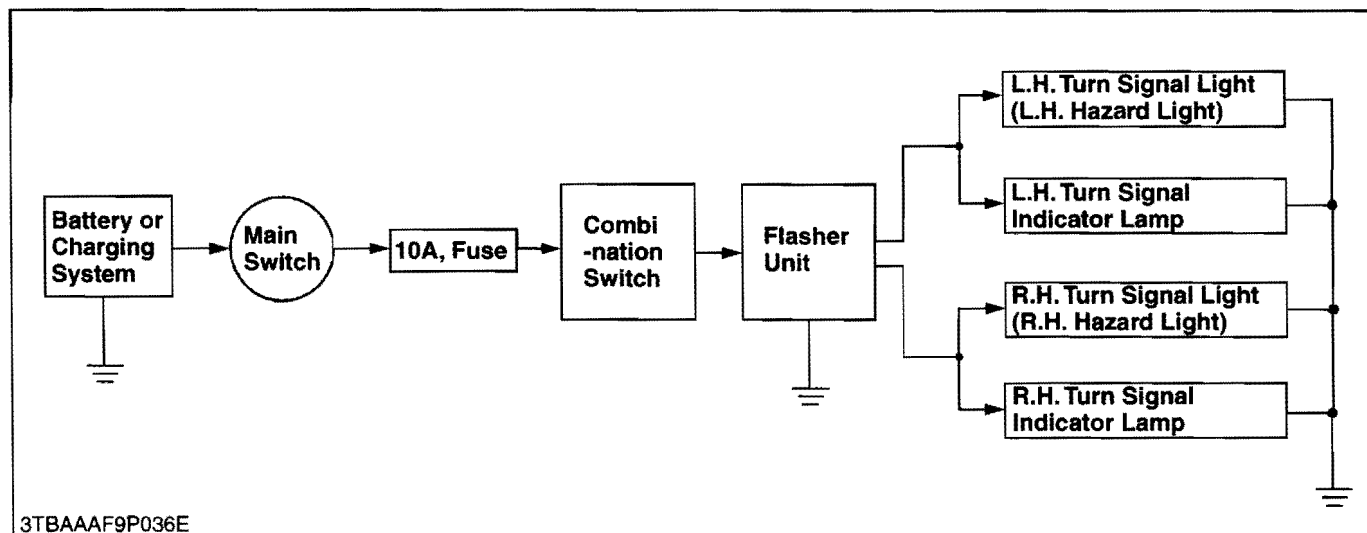 Battery or
Charging
System
Main
Switch
10A, Fuse
Combi
-nation
Switch
Flasher
Unit
L.H. Turn Signal Light
(L.H. Hazard Light)
L.H. Turn Signal
Indicator Lamp
R.H. Turn Signal Light
(R.H. Hazard Light)
R.H. Turn Signal
Indicator Lamp
3TBAAAF9P036E